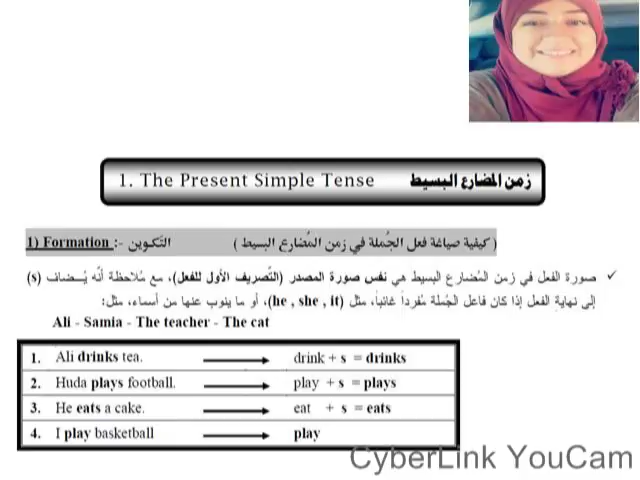 1. The Present Simple Tense زمن المضارع البسيط
1) Formation :- التكوين ( كيفية صياغة فعل الجُملة في زمن المُضارع البسيط )
✓ صورة الفعل في زمن المُضارع البسيط هي نفس صورة المصدر (التّصريف الأول للفعل)، مع مُلاحظة أنّه يُـضاف (s)
إلى نهاية الفعل إذا كان فاعل الجُملة مُفرداً غائباً، مثل (he , she , it)، أو ما ينوب عنها من أسماء، مثل:
Ali - Samia - The teacher - The cat
1. Ali drinks tea. drink + s = drinks
2. Huda plays football. play + s = plays
3. He eats a cake. eat + s = eats
4. I play basketball play
CyberLink YouCam